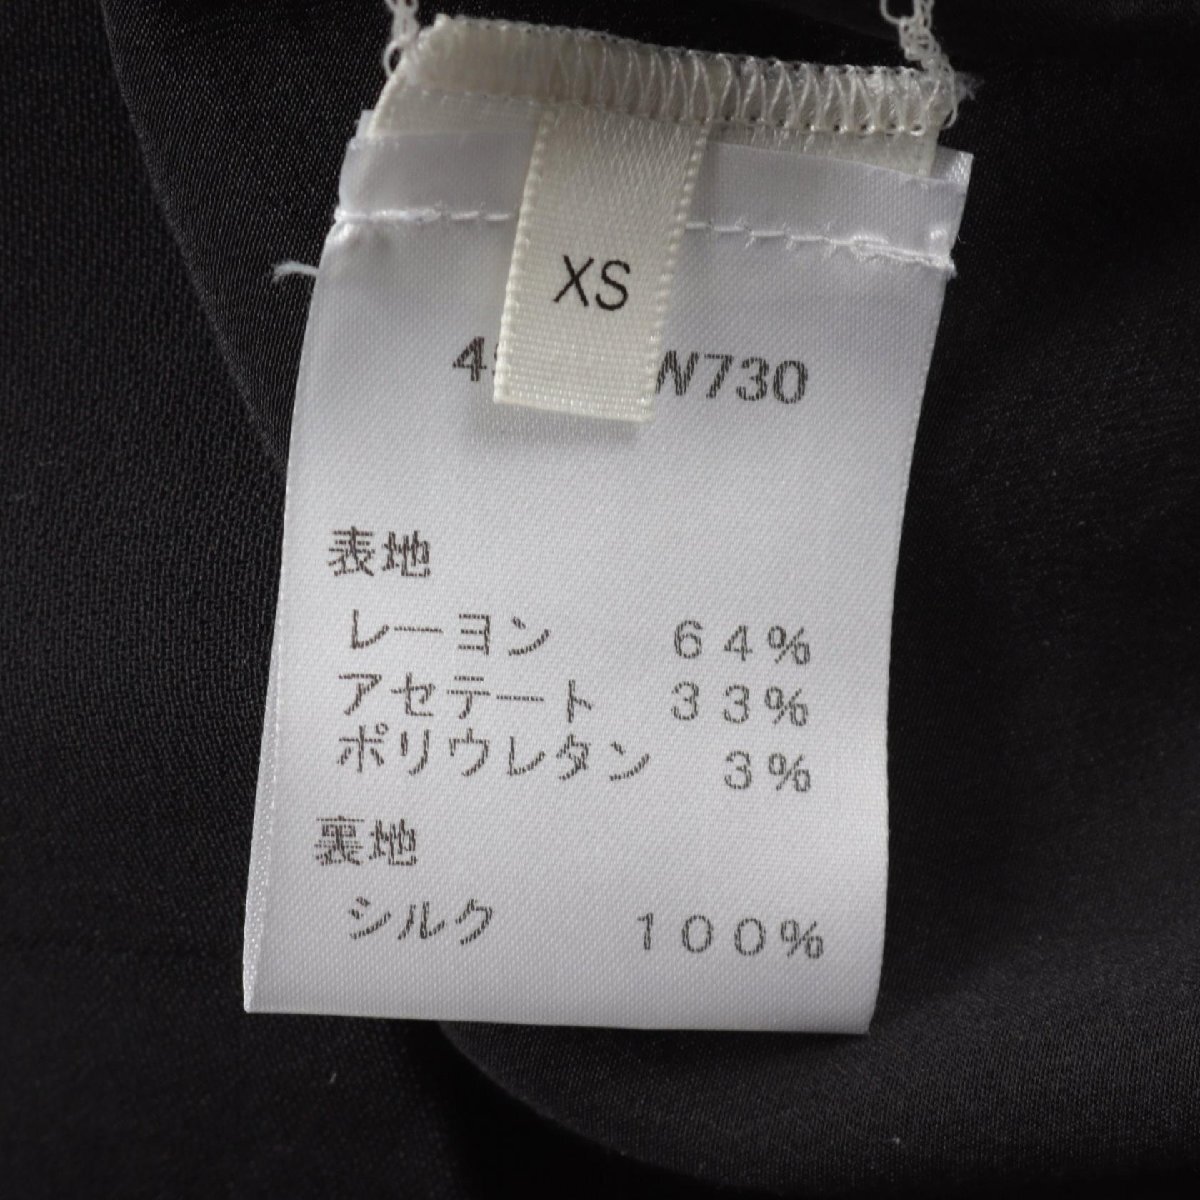 XS
W730
表地
レーヨン 64%
アセテート 33%
ポリウレタン 3%
裏地
シルク 100%